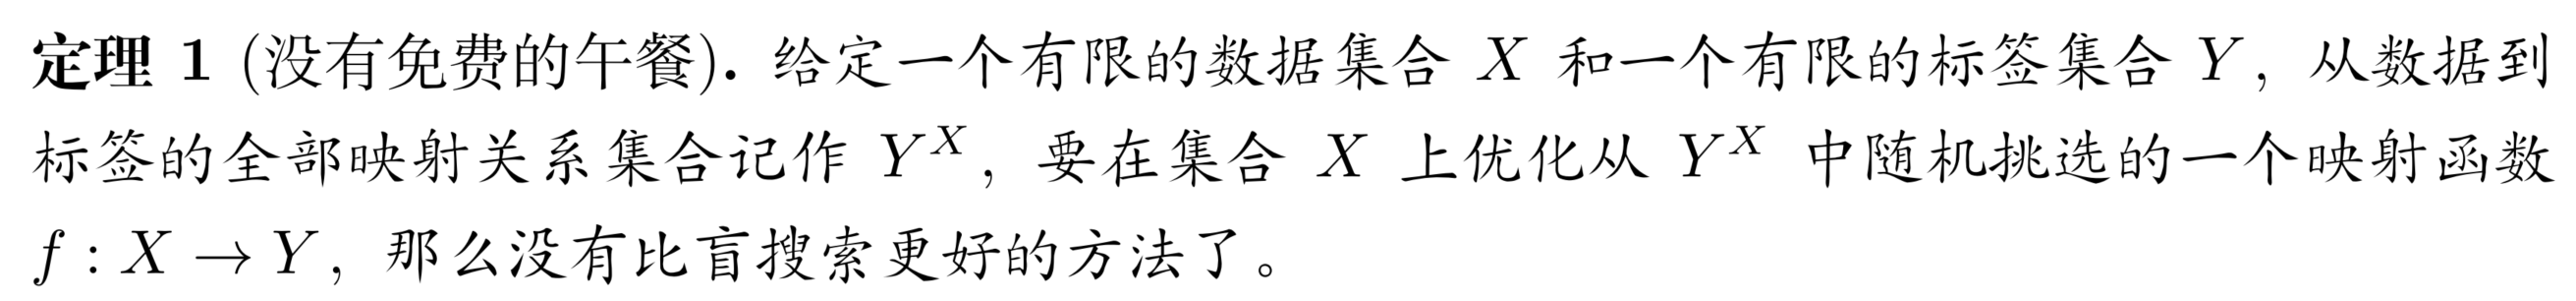 定理 1 (没有免费的午餐). 给定一个有限的数据集合 X 和一个有限的标签集合 Y，从数据到
标签的全部映射关系集合记作 Y^X，要在集合 X 上优化从 Y^X 中随机挑选的一个映射函数
f : X → Y，那么没有比盲搜索更好的方法了。